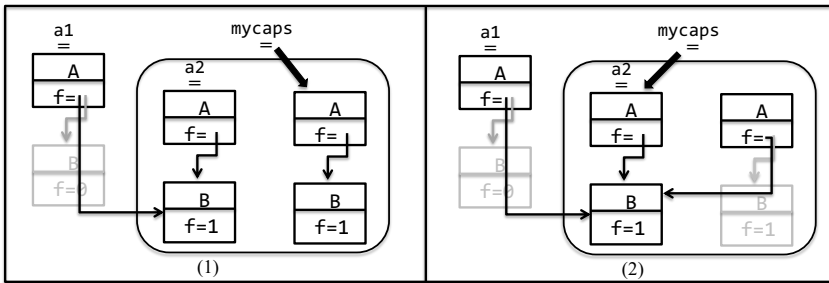 a1
=
A
f=
B
f=0
mycaps
=
a2
=
A
f=
B
f=1
A
f=
B
f=1
(1)
a1
=
A
f=
B
f=0
mycaps
=
a2
=
A
f=
B
f=1
A
f=
B
f=1
(2)